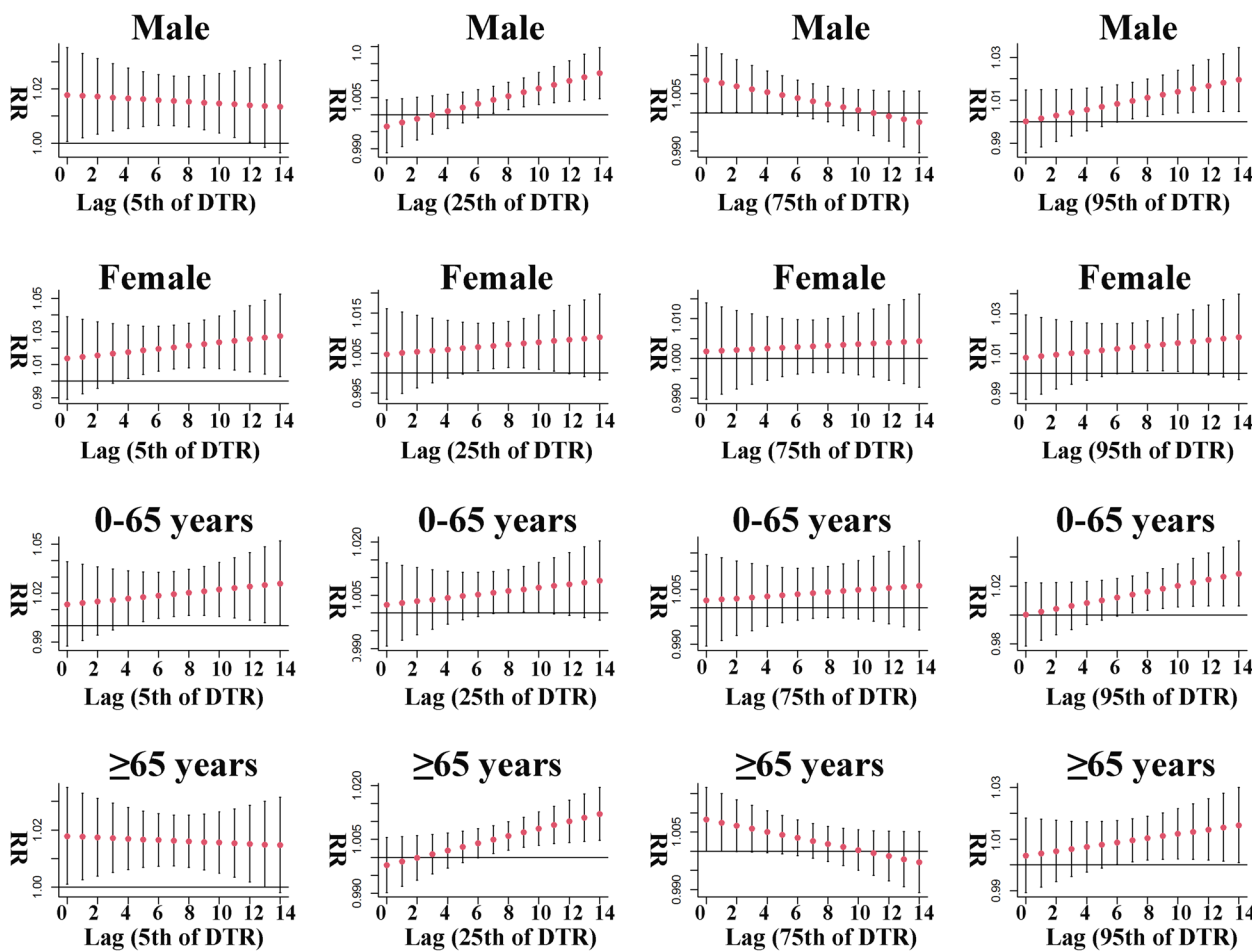 Male
RR
1.02
1.00
0 2 4 6 8 10 12 14
Lag (5th of DTR)
Male
RR
1.0
0.990
0 2 4 6 8 10 12 14
Lag (25th of DTR)
Male
RR
1.005
0.990
0 2 4 6 8 10 12 14
Lag (75th of DTR)
Male
RR
1.03
1.01
0.99
0 2 4 6 8 10 12 14
Lag (95th of DTR)
Female
RR
1.05
1.03
1.01
0.99
0 2 4 6 8 10 12 14
Lag (5th of DTR)
Female
RR
1.015
1.005
0.995
0 2 4 6 8 10 12 14
Lag (25th of DTR)
Female
RR
1.010
1.000
0.990
0 2 4 6 8 10 12 14
Lag (75th of DTR)
Female
RR
1.03
1.01
0.99
0 2 4 6 8 10 12 14
Lag (95th of DTR)
0-65 years
RR
1.05
1.02
0.99
0 2 4 6 8 10 12 14
Lag (5th of DTR)
0-65 years
RR
1.020
1.005
0.990
0 2 4 6 8 10 12 14
Lag (25th of DTR)
0-65 years
RR
1.005
0.990
0 2 4 6 8 10 12 14
Lag (75th of DTR)
0-65 years
RR
1.02
0.98
0 2 4 6 8 10 12 14
Lag (95th of DTR)
≥65 years
RR
1.02
1.00
0 2 4 6 8 10 12 14
Lag (5th of DTR)
≥65 years
RR
1.020
1.005
0.990
0 2 4 6 8 10 12 14
Lag (25th of DTR)
≥65 years
RR
1.005
0.990
0 2 4 6 8 10 12 14
Lag (75th of DTR)
≥65 years
RR
1.03
1.01
0.99
0 2 4 6 8 10 12 14
Lag (95th of DTR)